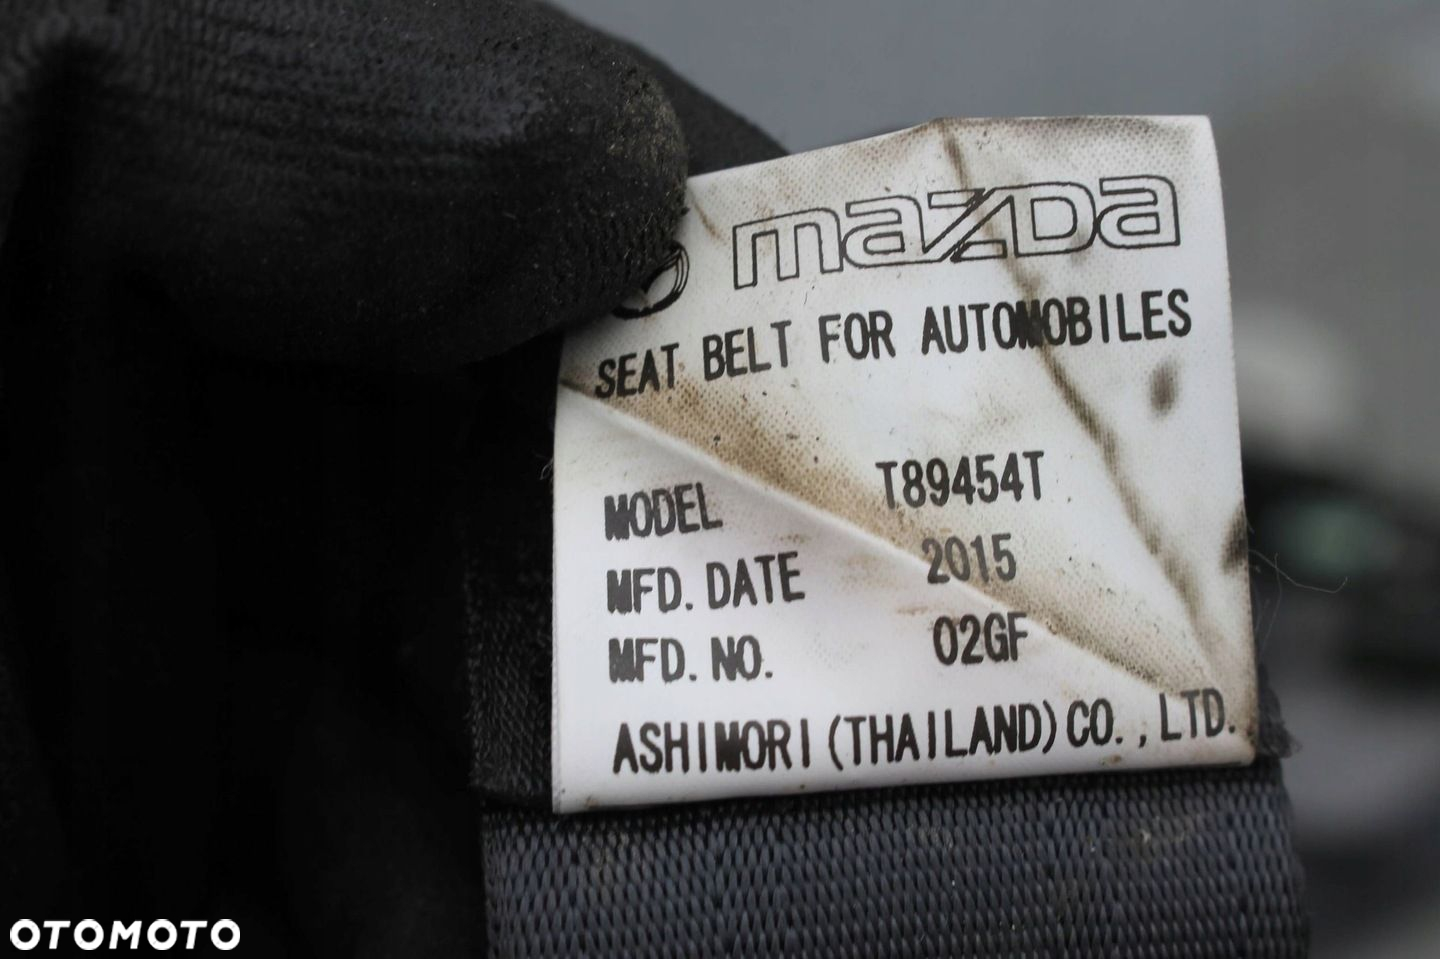 mazda
SEAT BELT FOR AUTOMOBILES
MODEL T89454T
MFD. DATE 2015
MFD. NO. 02GF
ASHIMORI (THAILAND) CO., LTD.
OTOMOTO